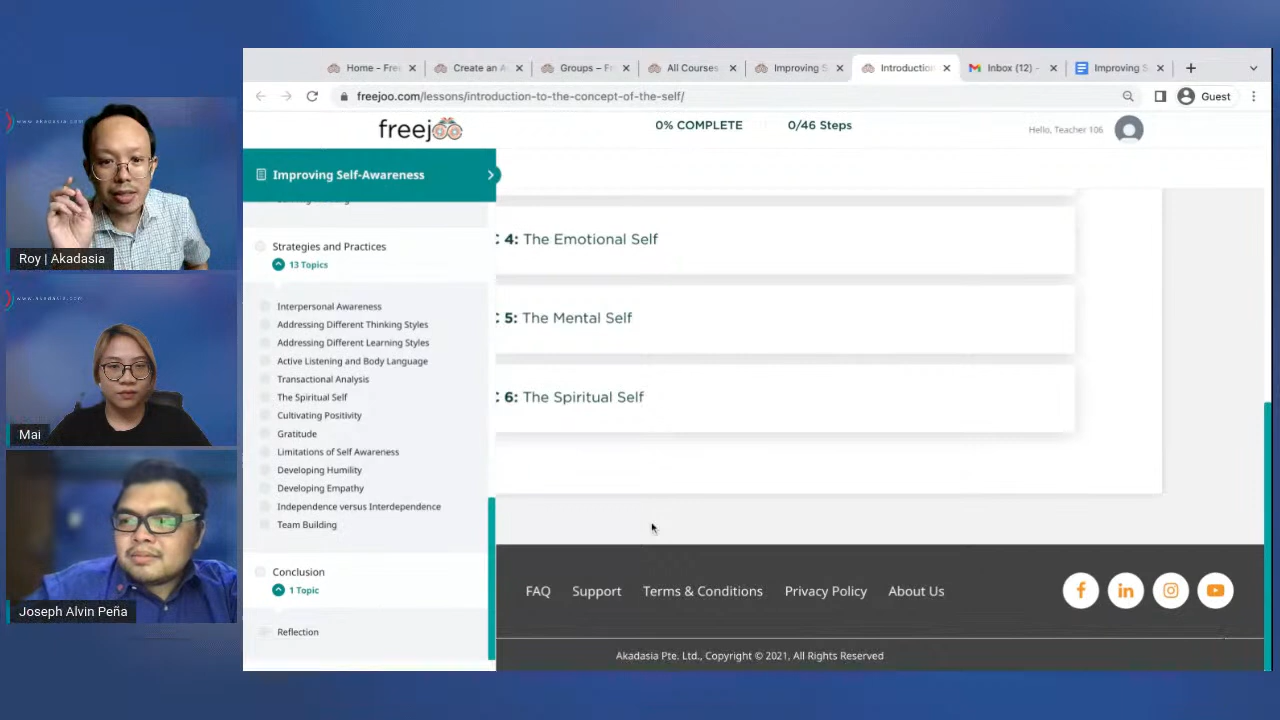 www.akadasia.com
Roy | Akadasia
www.akadasia.com
Mai
Joseph Alvin Peña
Home – Fre
Create an A
Groups – F
All Courses
Improving S
Introduction
Inbox (12) –
Improving S
freejoo.com/lessons/introduction-to-the-concept-of-the-self/
Guest
freejoo
0% COMPLETE
0/46 Steps
Hello, Teacher 106
Improving Self-Awareness
Strategies and Practices
13 Topics
Interpersonal Awareness
Addressing Different Thinking Styles
Addressing Different Learning Styles
Active Listening and Body Language
Transactional Analysis
The Spiritual Self
Cultivating Positivity
Gratitude
Limitations of Self Awareness
Developing Humility
Developing Empathy
Independence versus Interdependence
Team Building
Conclusion
1 Topic
Reflection
C 4: The Emotional Self
C 5: The Mental Self
C 6: The Spiritual Self
FAQ Support Terms & Conditions Privacy Policy About Us
Akadasia Pte. Ltd., Copyright © 2021, All Rights Reserved